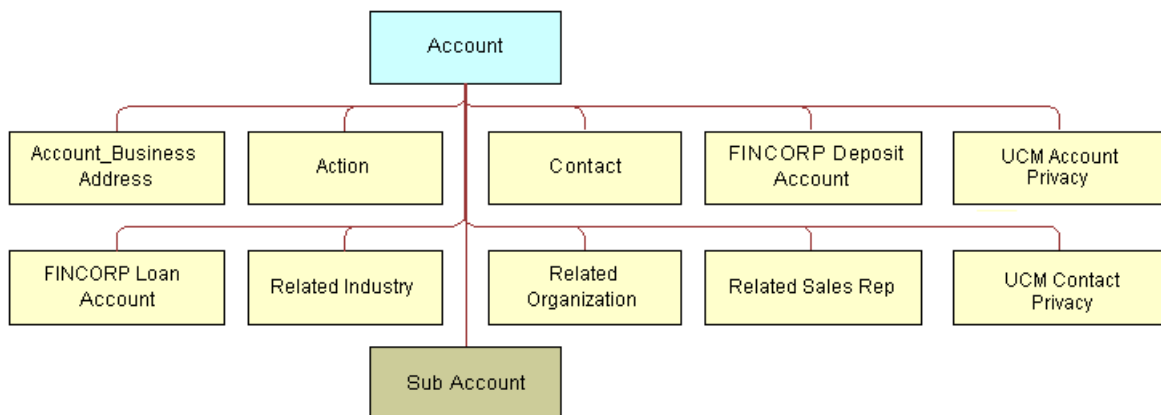 Account
Account_Business
Address
Action
Contact
FINCORP Deposit
Account
UCM Account
Privacy
FINCORP Loan
Account
Related Industry
Related
Organization
Related Sales Rep
UCM Contact
Privacy
Sub Account